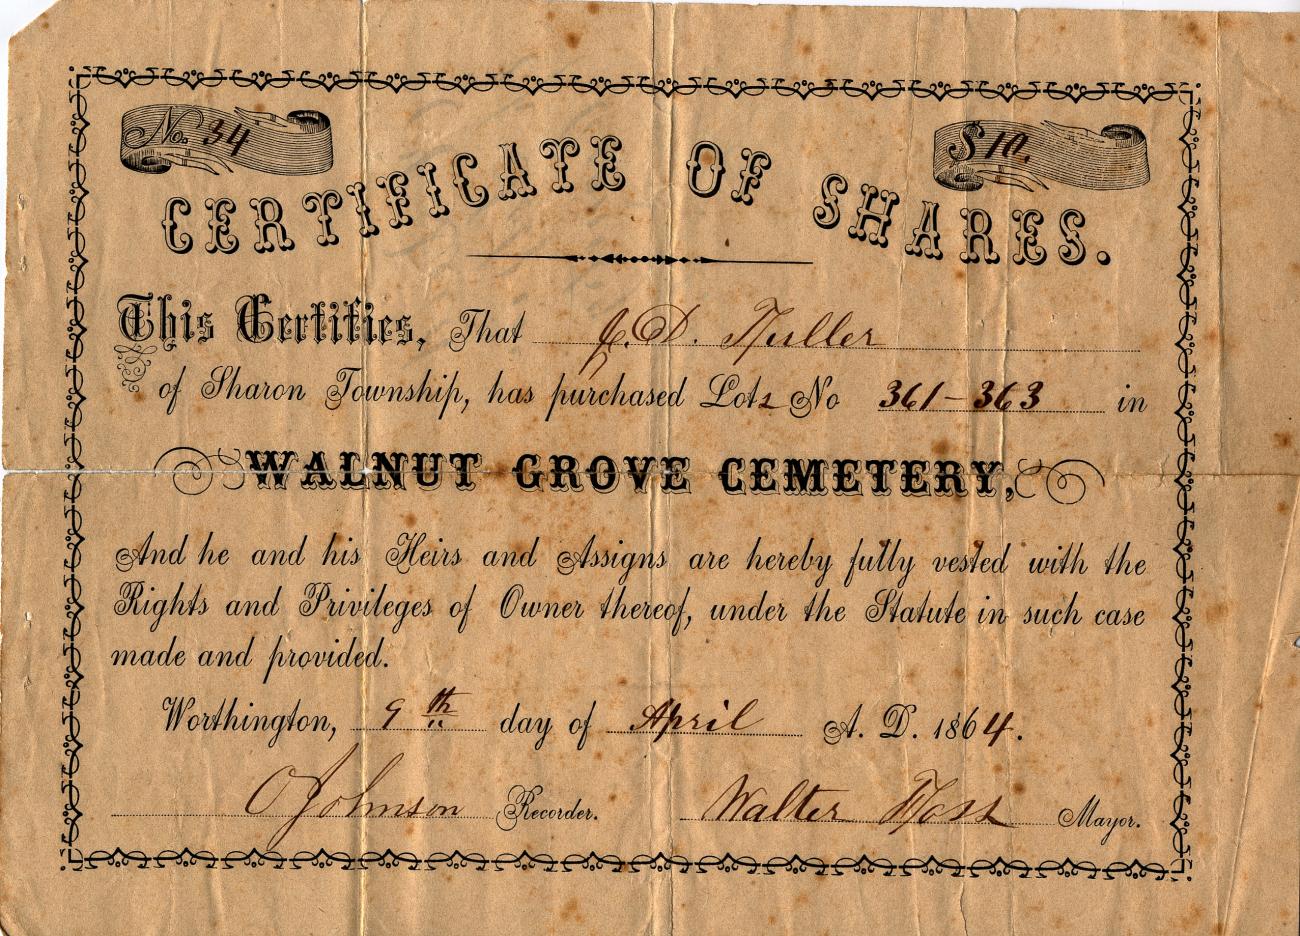 No. 34
$ 10.
CERTIFICATE OF SHARES.
This Certifies, That J. D. Fuller
of Sharon Township, has purchased Lots No 361-363 in
WALNUT GROVE CEMETERY,
And he and his Heirs and Assigns are hereby fully vested with the
Rights and Privileges of Owner thereof, under the Statute in such case
made and provided.
Worthington, 9th day of April A. D. 1864.
O Johnson Recorder. Walter Mayor.